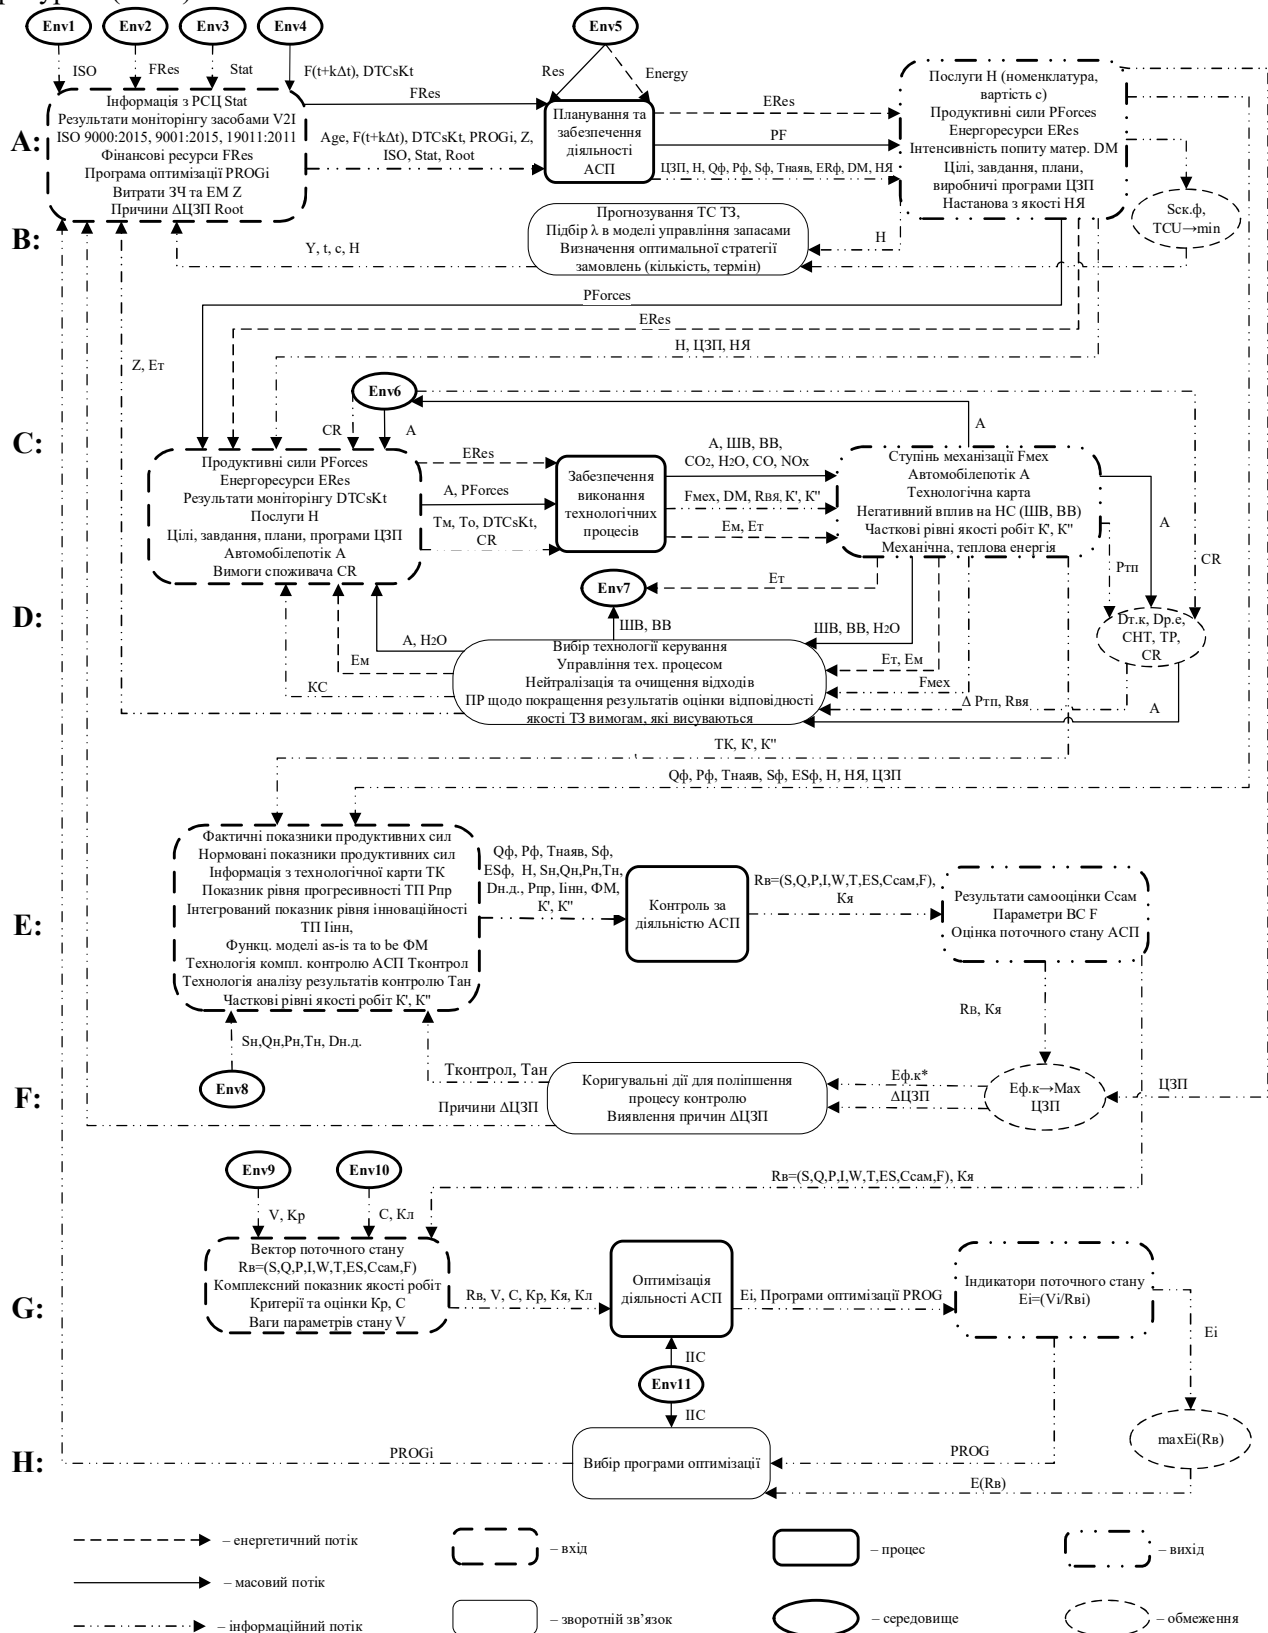 Env1
Env2
Env3
Env4
Env5
ISO
FRes
Stat
F(t+kΔt), DTCsKt
Res
Energy
A:
Інформація з РСЦ Stat
Результати моніторінгу засобами V2I
ISO 9000:2015, 9001:2015, 19011:2011
Фінансові ресурси FRes
Програма оптимізації PROGi
Витрати ЗЧ та ЕМ Z
Причини ΔЦЗП Root
FRes
Age, F(t+kΔt), DTCsKt, PROGi, Z,
ISO, Stat, Root
Планування та
забезпечення
діяльності
АСП
ERes
PF
ЦЗП, Н, Qф, Рф, Sф, Тнаяв, ERф, DM, НЯ
Послуги Н (номенклатура,
вартість с)
Продуктивні сили PForces
Енергоресурси ERes
Інтенсивність попиту матер. DM
Цілі, завдання, плани,
виробничі програми ЦЗП
Настанова з якості НЯ
Sск.ф,
TCU→min
B:
Прогнозування ТС ТЗ,
Підбір λ в моделі управління запасами
Визначення оптимальної стратегії
замовлень (кількість, термін)
Y, t, c, H
H
PForces
ERes
Н, ЦЗП, НЯ
Z, Eт
Env6
CR
A
A
C:
Продуктивні сили PForces
Енергоресурси ERes
Результати моніторінгу DTCsKt
Послуги Н
Цілі, завдання, плани, програми ЦЗП
Автомобілепотік А
Вимоги споживача CR
ERes
A, PForces
Тм, То, DTCsKt,
CR
Забезпечення
виконання
технологічних
процесів
А, ШВ, ВВ,
CO2, H2O, CO, NOx
Fмех, DM, Rвя, К', К''
Ем, Ет
Ступінь механізації Fмех
Автомобілепотік А
Технологічна карта
Негативний вплив на НС (ШВ, ВВ)
Часткові рівні якості робіт К', К''
Механічна, теплова енергія
A
Ртп
CR
Dт.к, Dр.е,
СНТ, ТР,
CR
D:
Env7
Ет
ШВ, ВВ
ШВ, ВВ, H2O
А, H2O
Ем
КС
Вибір технології керування
Управління тех. процесом
Нейтралізація та очищення відходів
ПР щодо покращення результатів оцінки відповідності
якості ТЗ вимогам, які висуваються
Ет, Ем
Fмех
Δ Ртп, Rвя
A
ТК, К', К''
Qф, Рф, Тнаяв, Sф, ESф, Н, НЯ, ЦЗП
E:
Фактичні показники продуктивних сил
Нормовані показники продуктивних сил
Інформація з технологічної карти ТК
Показник рівня прогресивності ТП Рпр
Інтегрований показник рівня інноваційності
ТП Іінн,
Функц. моделі as-is та to be ФМ
Технологія компл. контролю АСП Тконтрол
Технологія аналізу результатів контролю Тан
Часткові рівні якості робіт К', К''
Qф, Рф, Тнаяв, Sф,
ESф, Н, Sн,Qн,Рн,Тн,
Dн.д., Рпр, Іінн, ФМ,
К', К''
Контроль за
діяльністю АСП
Rв=(S,Q,P,I,W,T,ES,Ссам,F),
Кя
Результати самооцінки Ссам
Параметри ВС F
Оцінка поточного стану АСП
Sн,Qн,Рн,Тн, Dн.д.
Rв, Кя
Env8
F:
Тконтрол, Тан
Причини ΔЦЗП
Коригувальні дії для поліпшення
процесу контролю
Виявлення причин ΔЦЗП
Еф.к*
ΔЦЗП
Еф.к→Мах
ЦЗП
ЦЗП
Env9
Env10
Rв=(S,Q,P,I,W,T,ES,Ссам,F), Кя
V, Кр
С, Кл
G:
Вектор поточного стану
Rв=(S,Q,P,I,W,T,ES,Ссам,F)
Комплексний показник якості робіт
Критерії та оцінки Кр, С
Ваги параметрів стану V
Rв, V, С, Кр, Кя, Кл
Оптимізація
діяльності АСП
Еі, Програми оптимізації PROG
Індикатори поточного стану
Ei=(Vi/Rвi)
Еі
ІІС
Env11
ІІС
H:
PROGi
Вибір програми оптимізації
PROG
E(Rв)
maxEi(Rв)
– енергетичний потік
– вхід
– процес
– вихід
– масовий потік
– зворотній зв’язок
– середовище
– обмеження
– інформаційний потік